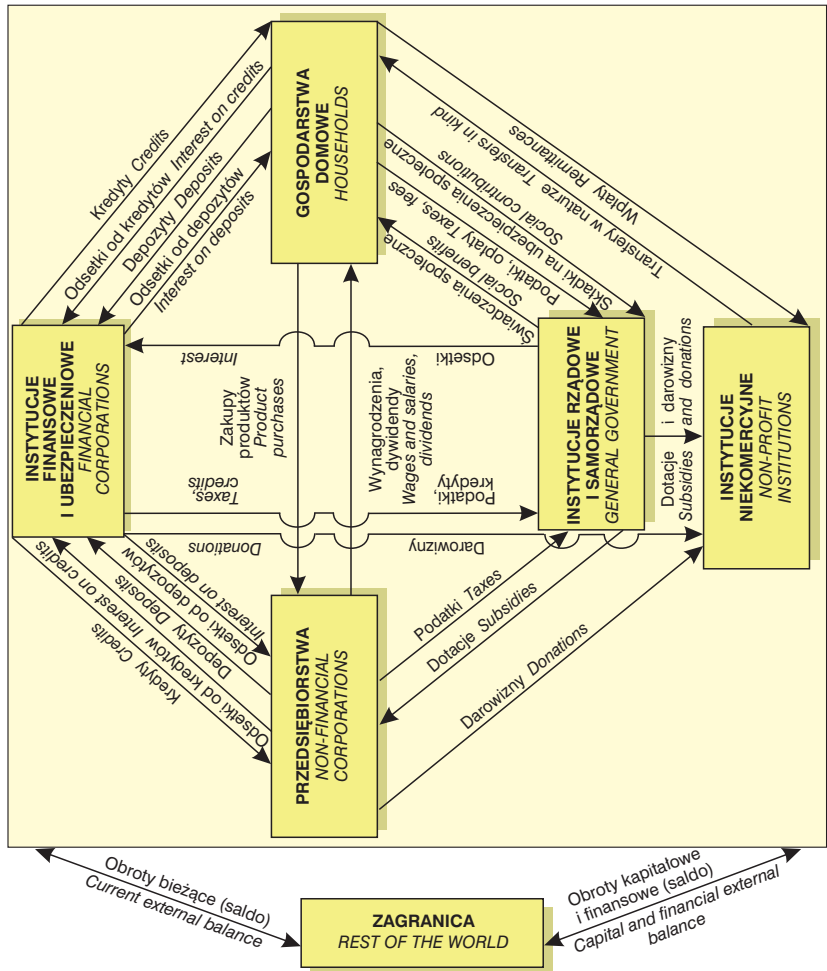 GOSPODARSTWA
DOMOWE
HOUSEHOLDS
Kredyty Credits
Odsetki od kredytów Interest on credits
Depozyty Deposits
Odsetki od depozytów
Interest on deposits
Wpłaty Remittances
Transfery w naturze Transfers in kind
Składki na ubezpieczenia społeczne
Social contributions
Podatki, opłaty Taxes, fees
Świadczenia społeczne
Social benefits
INSTYTUCJE
FINANSOWE
I UBEZPIECZENIOWE
FINANCIAL
CORPORATIONS
Odsetki
Interest
Zakupy
produktów
Product
purchases
Wynagrodzenia,
dywidendy
Wages and salaries,
dividends
Podatki,
kredyty
Taxes,
credits
Darowizny
Donations
INSTYTUCJE RZĄDOWE
I SAMORZĄDOWE
GENERAL GOVERNMENT
Dotacje i darowizny
Subsidies and donations
INSTYTUCJE
NIEKOMERCYJNE
NON-PROFIT
INSTITUTIONS
Kredyty Credits
Odsetki od kredytów Interest on credits
Depozyty Deposits
Odsetki od depozytów
Interest on deposits
PRZEDSIĘBIORSTWA
NON-FINANCIAL
CORPORATIONS
Podatki Taxes
Dotacje Subsidies
Darowizny Donations
Obroty bieżące (saldo)
Current external balance
ZAGRANICA
REST OF THE WORLD
Obroty kapitałowe
i finansowe (saldo)
Capital and financial external
balance